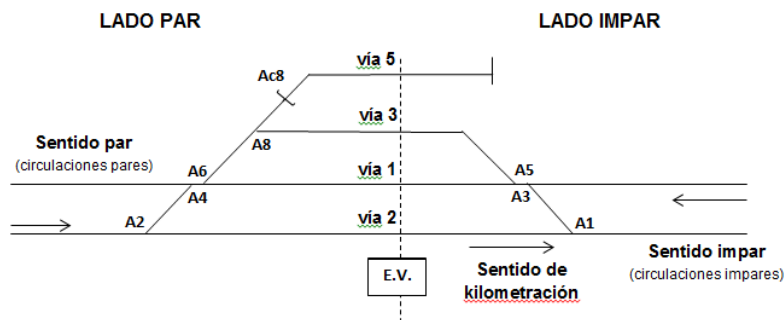 LADO PAR
LADO IMPAR
vía 5
Ac8
vía 3
A8
Sentido par
(circulaciones pares)
A6
vía 1
A5
A4
A3
A2
vía 2
A1
E.V.
Sentido de
kilometración
Sentido impar
(circulaciones impares)